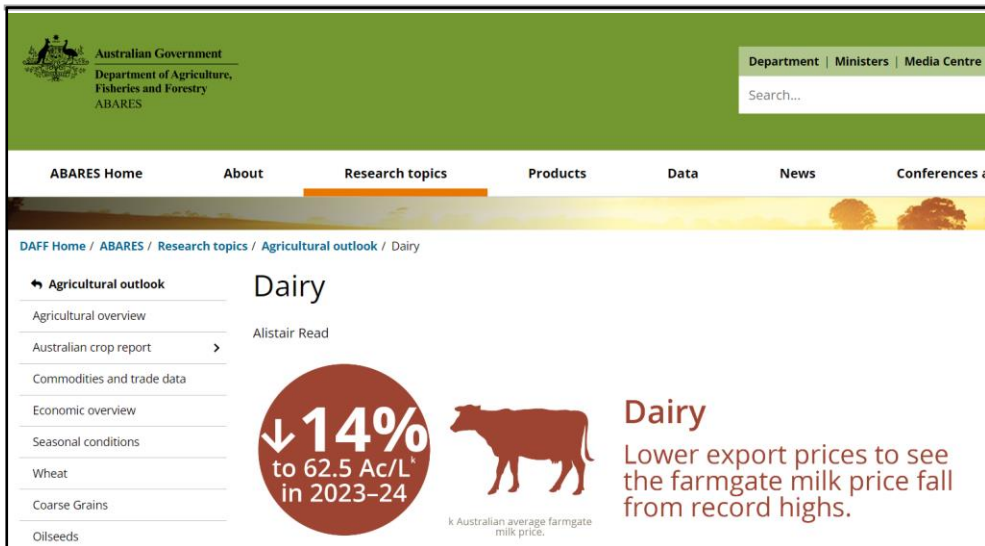 Australian Government
Department of Agriculture,
Fisheries and Forestry
ABARES
Department | Ministers | Media Centre
Search...
ABARES Home About Research topics Products Data News Conferences a
DAFF Home / ABARES / Research topics / Agricultural outlook / Dairy
Agricultural outlook
Agricultural overview
Australian crop report
Commodities and trade data
Economic overview
Seasonal conditions
Wheat
Coarse Grains
Oilseeds
Dairy
Alistair Read
↓14%
to 62.5 Ac/Lᵏ
in 2023–24
k Australian average farmgate
milk price.
Dairy
Lower export prices to see
the farmgate milk price fall
from record highs.